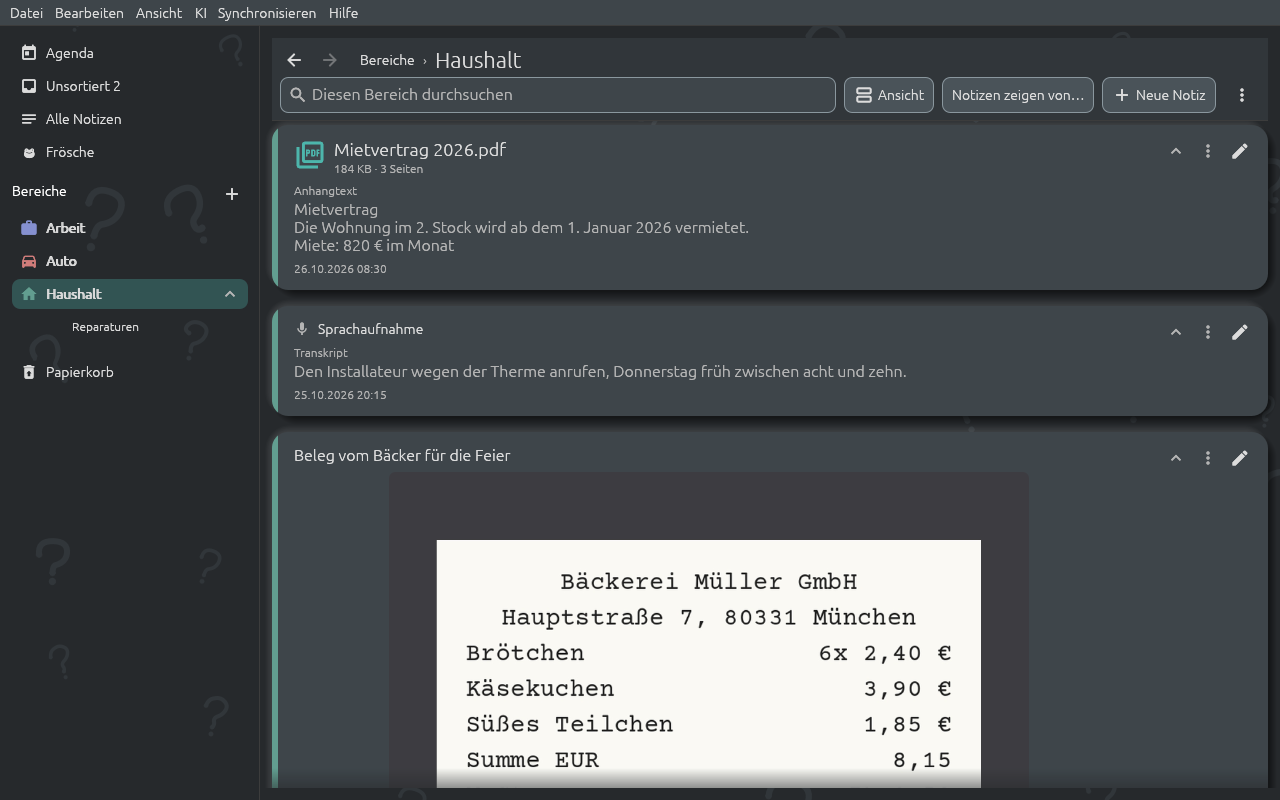 Datei Bearbeiten Ansicht KI Synchronisieren Hilfe
Agenda
Unsortiert 2
Alle Notizen
Frösche
Bereiche
Arbeit
Auto
Haushalt
Reparaturen
Papierkorb
Bereiche › Haushalt
Diesen Bereich durchsuchen
Ansicht
Notizen zeigen von…
Neue Notiz
Mietvertrag 2026.pdf
184 KB · 3 Seiten
Anhangtext
Mietvertrag
Die Wohnung im 2. Stock wird ab dem 1. Januar 2026 vermietet.
Miete: 820 € im Monat
26.10.2026 08:30
Sprachaufnahme
Transkript
Den Installateur wegen der Therme anrufen, Donnerstag früh zwischen acht und zehn.
25.10.2026 20:15
Beleg vom Bäcker für die Feier
Bäckerei Müller GmbH
Hauptstraße 7, 80331 München
Brötchen 6x 2,40 €
Käsekuchen 3,90 €
Süßes Teilchen 1,85 €
Summe EUR 8,15